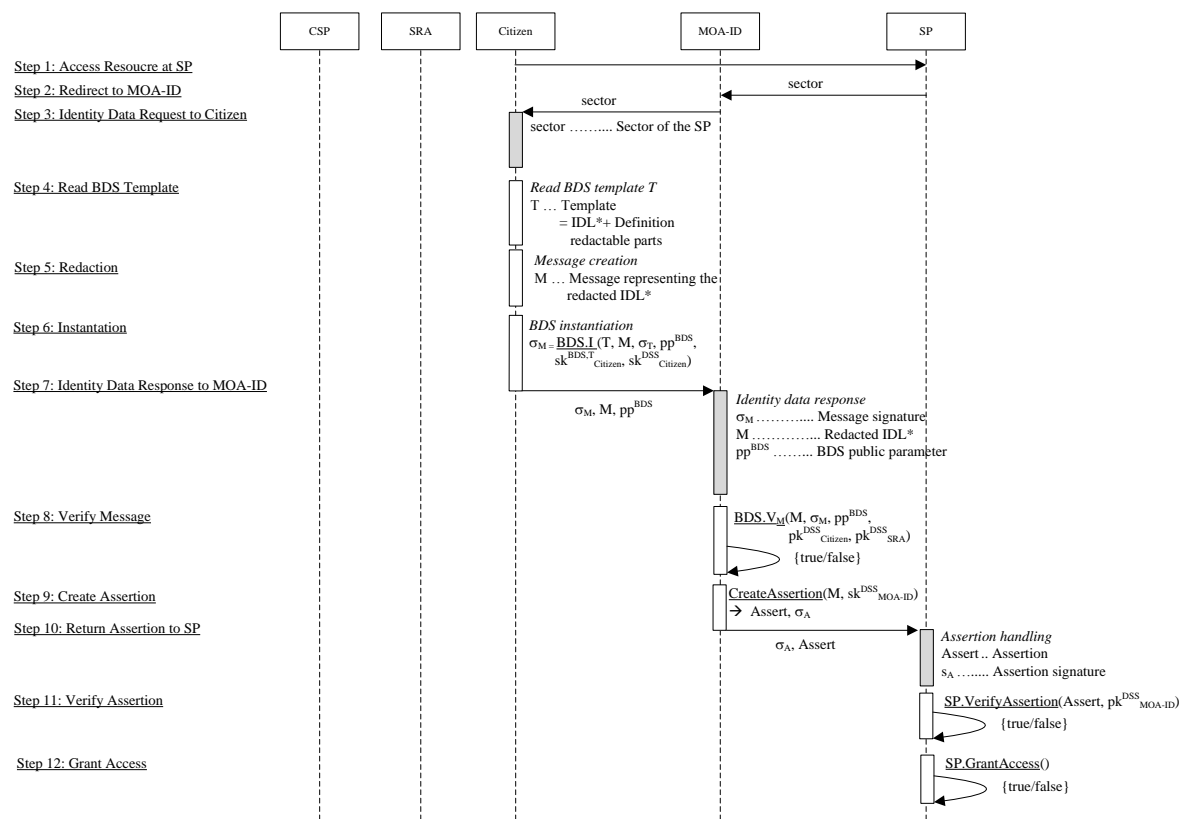 CSP SRA Citizen MOA-ID SP
Step 1: Access Resoucre at SP
Step 2: Redirect to MOA-ID
sector
sector
Step 3: Identity Data Request to Citizen
sector …….... Sector of the SP
Step 4: Read BDS Template
Read BDS template T
T … Template
= IDL*+ Definition
redactable parts
Step 5: Redaction
Message creation
M … Message representing the
redacted IDL*
Step 6: Instantation
BDS instantiation
σM = BDS.I(T, M, σT, ppBDS,
skBDS,TCitizen, skDSSCitizen)
Step 7: Identity Data Response to MOA-ID
σM, M, ppBDS
Identity data response
σM ………..... Message signature
M …………... Redacted IDL*
ppBDS ……... BDS public parameter
Step 8: Verify Message
BDS.VM(M, σM, ppBDS,
pkDSSCitizen, pkDSSSRA)
{true/false}
Step 9: Create Assertion
CreateAssertion(M, skDSSMOA-ID)
→ Assert, σA
Step 10: Return Assertion to SP
σA, Assert
Assertion handling
Assert .. Assertion
sA …..... Assertion signature
Step 11: Verify Assertion
SP.VerifyAssertion(Assert, pkDSSMOA-ID)
{true/false}
Step 12: Grant Access
SP.GrantAccess()
{true/false}